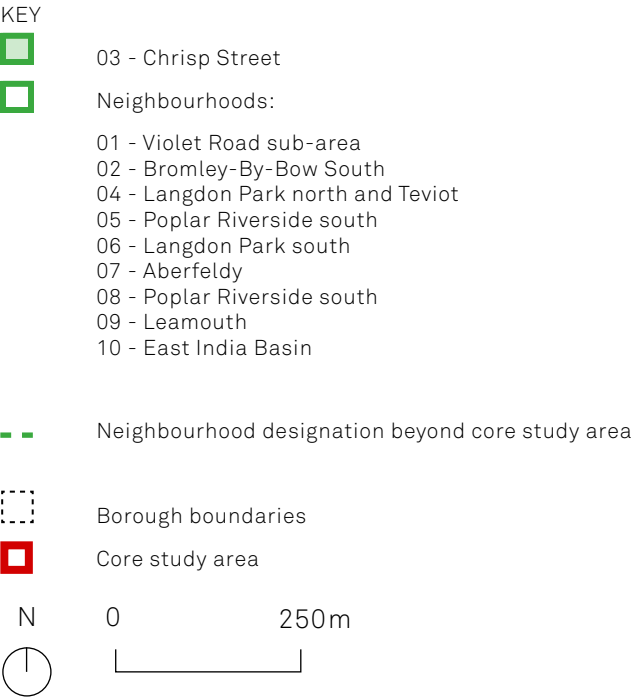 KEY
03 - Chrisp Street
Neighbourhoods:
01 - Violet Road sub-area
02 - Bromley-By-Bow South
04 - Langdon Park north and Teviot
05 - Poplar Riverside south
06 - Langdon Park south
07 - Aberfeldy
08 - Poplar Riverside south
09 - Leamouth
10 - East India Basin
Neighbourhood designation beyond core study area
Borough boundaries
Core study area
N 0 250m